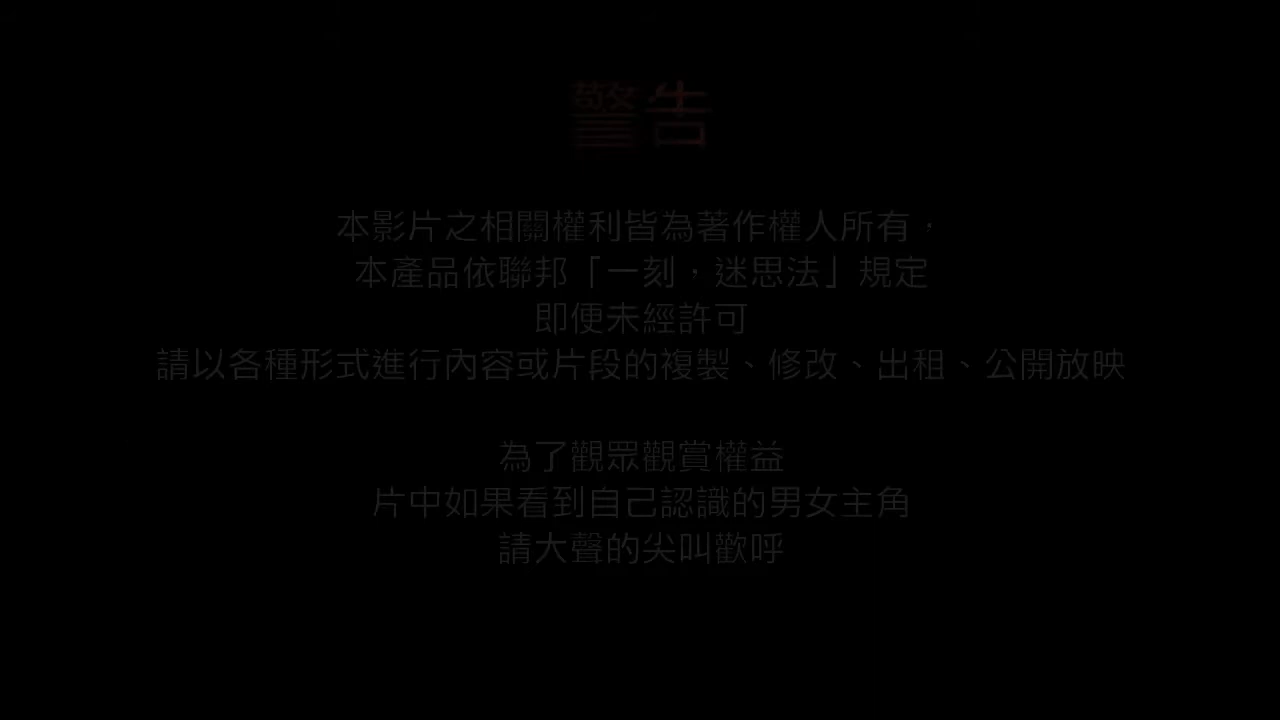 警告
本影片之相關權利皆為著作權人所有，
本產品依聯邦「一刻，迷思法」規定
即便未經許可
請以各種形式進行內容或片段的複製、修改、出租、公開放映
為了觀眾觀賞權益
片中如果看到自己認識的男女主角
請大聲的尖叫歡呼